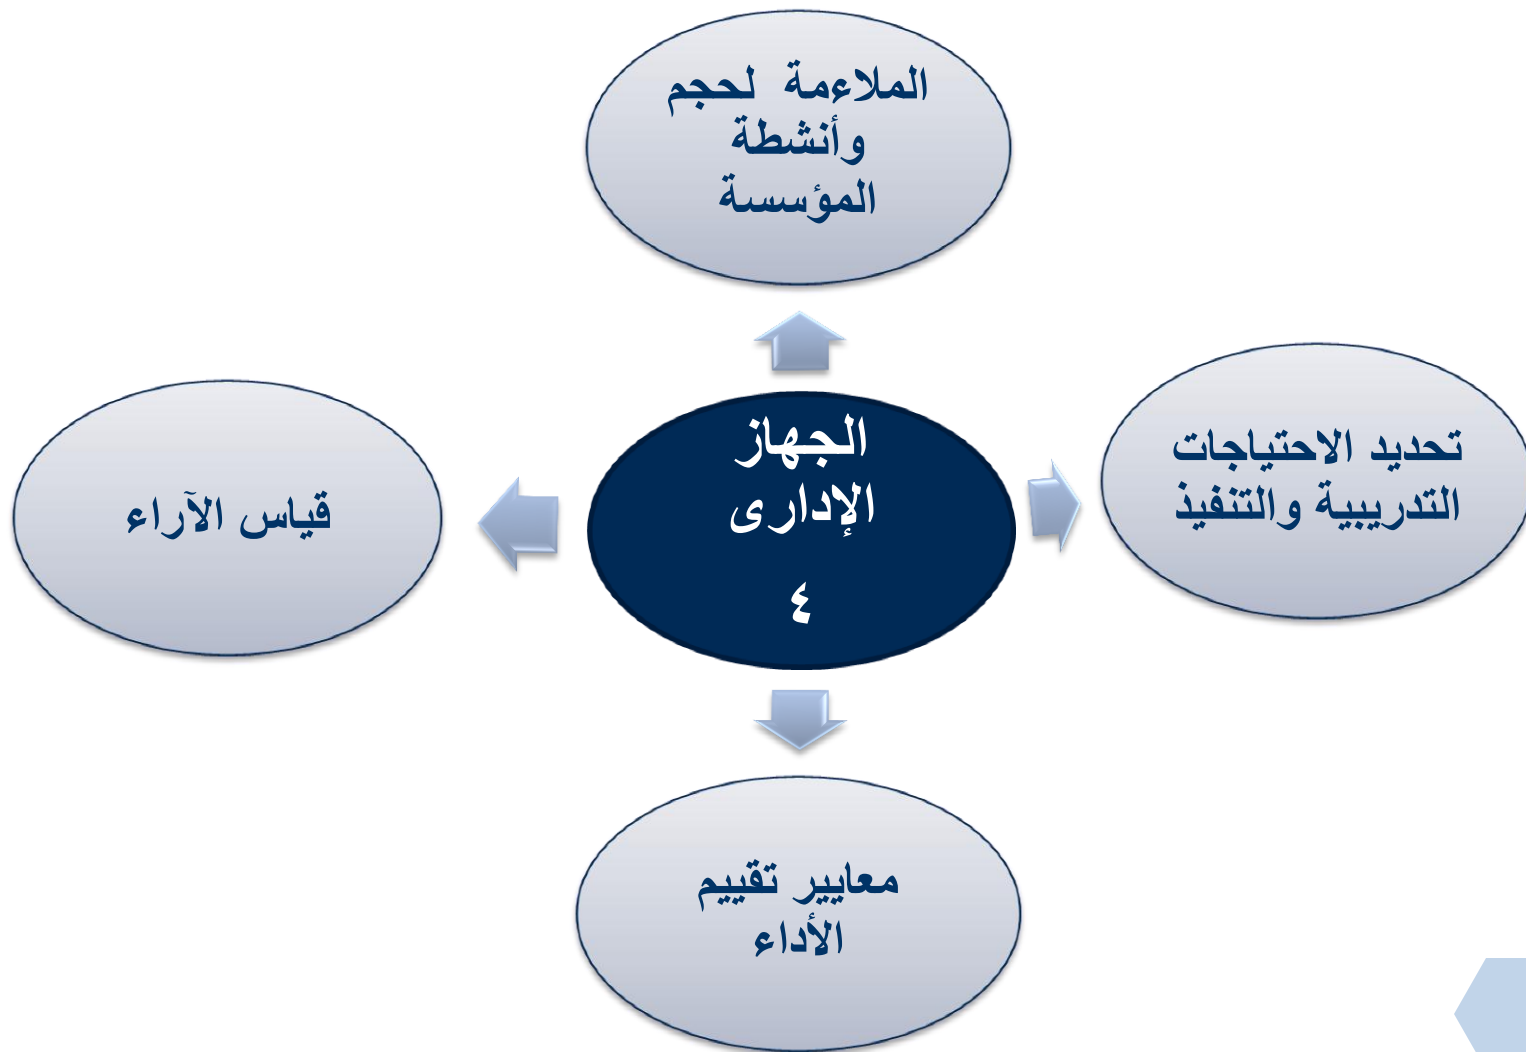 الملاءمة لحجم
وأنشطة
المؤسسة
تحديد الاحتياجات
التدريبية والتنفيذ
الجهاز
الإدارى
٤
قياس الآراء
معايير تقييم
الأداء